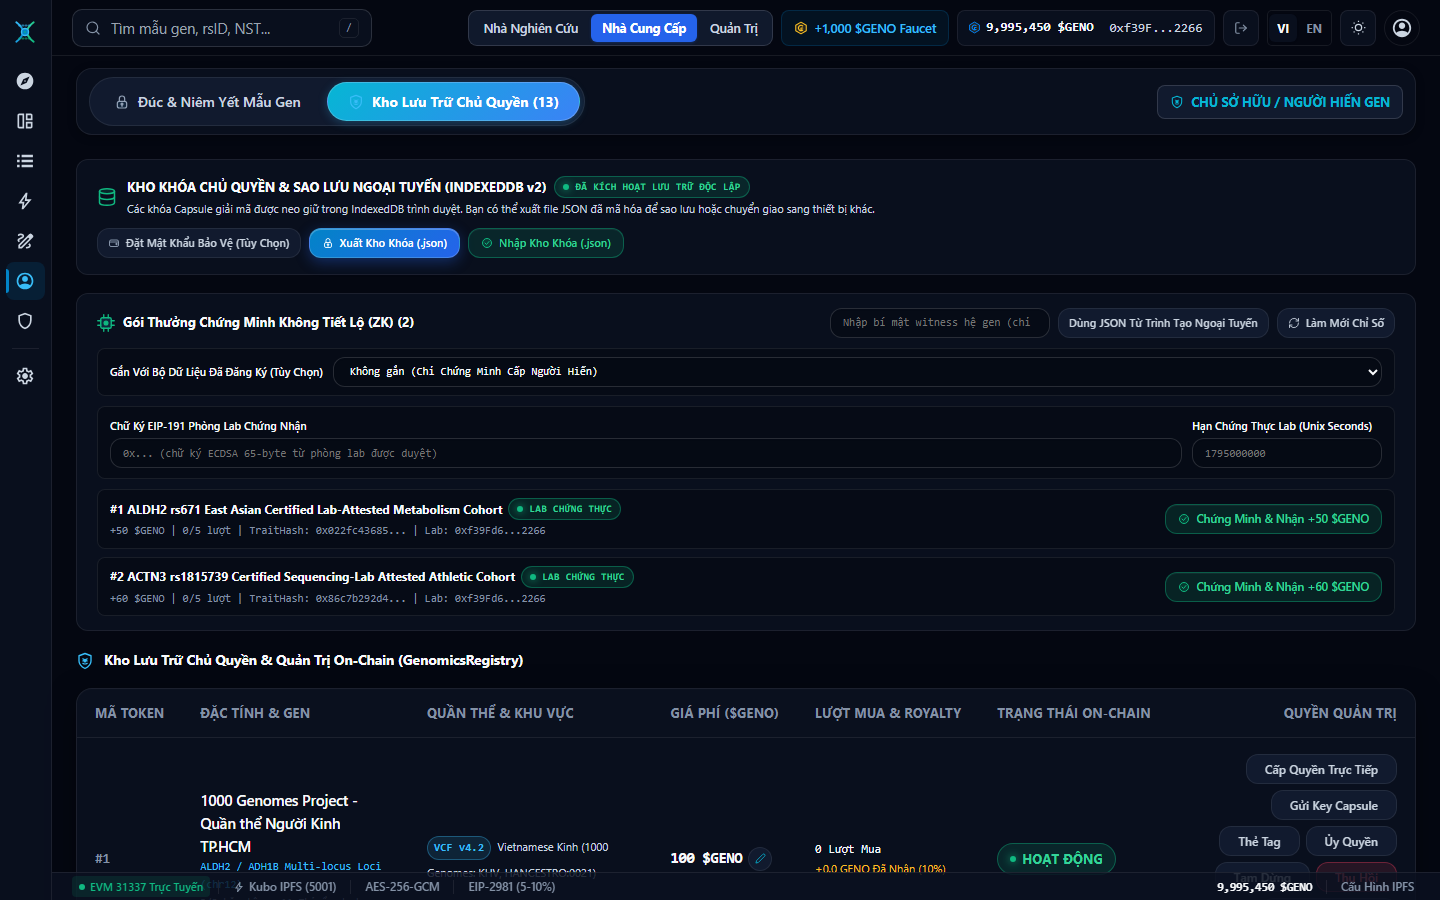 Tìm mẫu gen, rsID, NST...
/
Nhà Nghiên Cứu
Nhà Cung Cấp
Quản Trị
+1,000 $GENO Faucet
9,995,450 $GENO
0xf39F...2266
VI
EN
Đúc & Niêm Yết Mẫu Gen
Kho Lưu Trữ Chủ Quyền (13)
CHỦ SỞ HỮU / NGƯỜI HIẾN GEN
KHO KHÓA CHỦ QUYỀN & SAO LƯU NGOẠI TUYẾN (INDEXEDDB v2)
ĐÃ KÍCH HOẠT LƯU TRỮ ĐỘC LẬP
Các khóa Capsule giải mã được neo giữ trong IndexedDB trình duyệt. Bạn có thể xuất file JSON đã mã hóa để sao lưu hoặc chuyển giao sang thiết bị khác.
Đặt Mật Khẩu Bảo Vệ (Tùy Chọn)
Xuất Kho Khóa (.json)
Nhập Kho Khóa (.json)
Gói Thưởng Chứng Minh Không Tiết Lộ (ZK) (2)
Nhập bí mật witness hệ gen (chỉ
Dùng JSON Từ Trình Tạo Ngoại Tuyến
Làm Mới Chỉ Số
Gắn Với Bộ Dữ Liệu Đã Đăng Ký (Tùy Chọn)
Không gắn (Chỉ Chứng Minh Cấp Người Hiến)
Chữ Ký EIP-191 Phòng Lab Chứng Nhận
Hạn Chứng Thực Lab (Unix Seconds)
0x... (chữ ký ECDSA 65-byte từ phòng lab được duyệt)
1795000000
#1 ALDH2 rs671 East Asian Certified Lab-Attested Metabolism Cohort
LAB CHỨNG THỰC
+50 $GENO | 0/5 lượt | TraitHash: 0x022fc43685... | Lab: 0xf39Fd6...2266
Chứng Minh & Nhận +50 $GENO
#2 ACTN3 rs1815739 Certified Sequencing-Lab Attested Athletic Cohort
LAB CHỨNG THỰC
+60 $GENO | 0/5 lượt | TraitHash: 0x86c7b292d4... | Lab: 0xf39Fd6...2266
Chứng Minh & Nhận +60 $GENO
Kho Lưu Trữ Chủ Quyền & Quản Trị On-Chain (GenomicsRegistry)
MÃ TOKEN
ĐẶC TÍNH & GEN
QUẦN THỂ & KHU VỰC
GIÁ PHÍ ($GENO)
LƯỢT MUA & ROYALTY
TRẠNG THÁI ON-CHAIN
QUYỀN QUẢN TRỊ
#1
1000 Genomes Project -
Quần thể Người Kinh
TP.HCM
ALDH2 / ADH1B Multi-locus Loci
VCF v4.2
Vietnamese Kinh (1000
Genomes: KHV, HANCESTRO:0021)
100 $GENO
0 Lượt Mua
+0.0 GENO Đã Nhận (10%)
HOẠT ĐỘNG
Cấp Quyền Trực Tiếp
Gửi Key Capsule
Thẻ Tag
Ủy Quyền
Tạm Dừng
Thu Hồi
EVM 31337 Trực Tuyến
Kubo IPFS (5001)
AES-256-GCM
EIP-2981 (5-10%)
9,995,450 $GENO
Cấu Hình IPFS